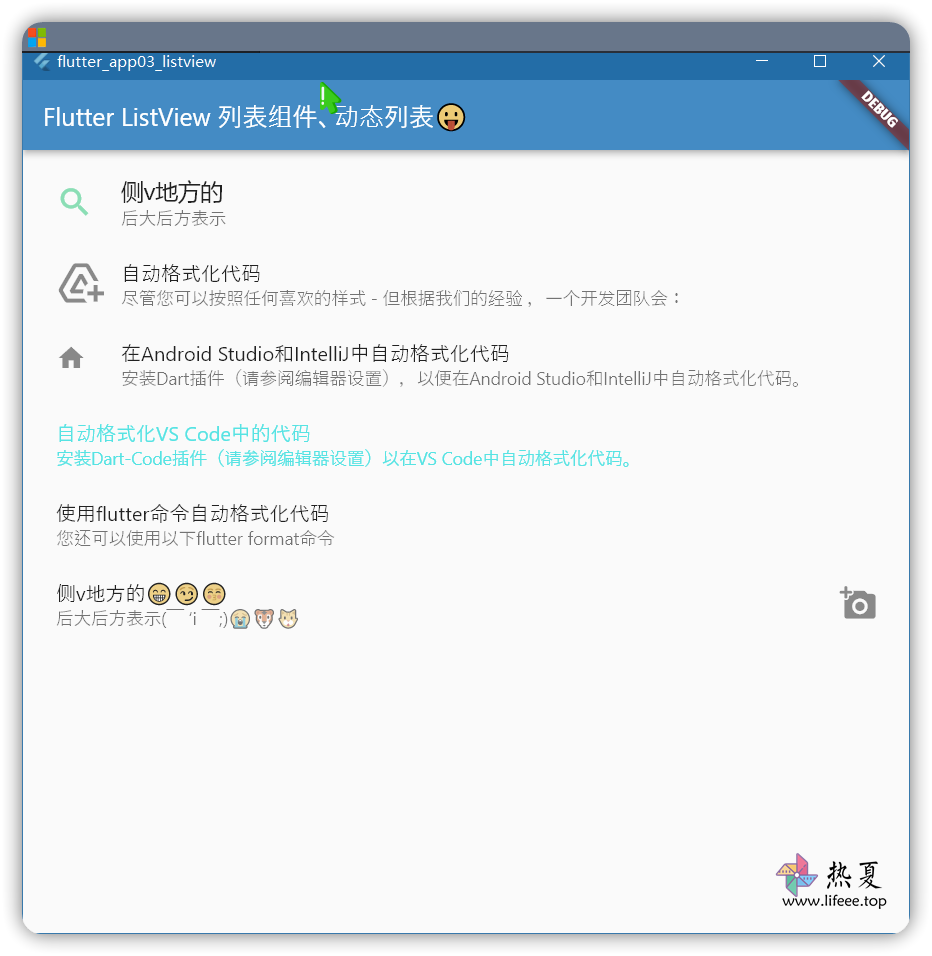 flutter_app03_listview
Flutter ListView 列表组件、动态列表😛
DEBUG
侧v地方的
后大后方表示
自动格式化代码
尽管您可以按照任何喜欢的样式 - 但根据我们的经验，一个开发团队会：
在Android Studio和IntelliJ中自动格式化代码
安装Dart插件（请参阅编辑器设置），以便在Android Studio和IntelliJ中自动格式化代码。
自动格式化VS Code中的代码
安装Dart-Code插件（请参阅编辑器设置）以在VS Code中自动格式化代码。
使用flutter命令自动格式化代码
您还可以使用以下flutter format命令
侧v地方的😁😏😚
后大后方表示(￣ ‘i ￣;)😭🐯🐱
热夏
www.lifeee.top